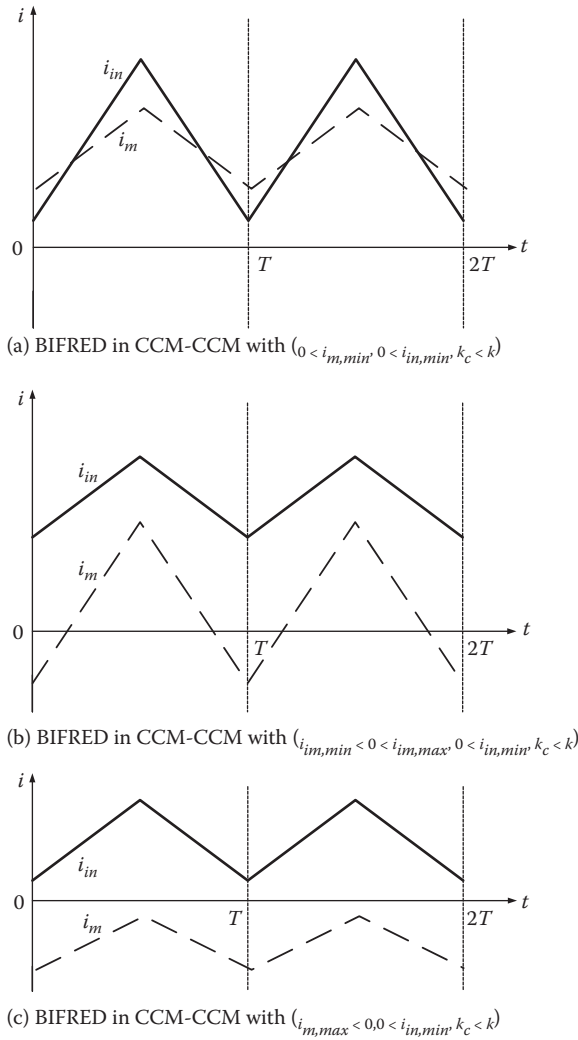 i
i_in
i_m
0
T
2T
t
(a) BIFRED in CCM-CCM with (0 < i_m,min, 0 < i_in,min, k_c < k)
i
i_in
i_m
0
T
2T
t
(b) BIFRED in CCM-CCM with (i_im,min < 0 < i_im,max, 0 < i_in,min, k_c < k)
i
i_in
0
i_m
T
2T
t
(c) BIFRED in CCM-CCM with (i_m,max < 0,0 < i_in,min, k_c < k)